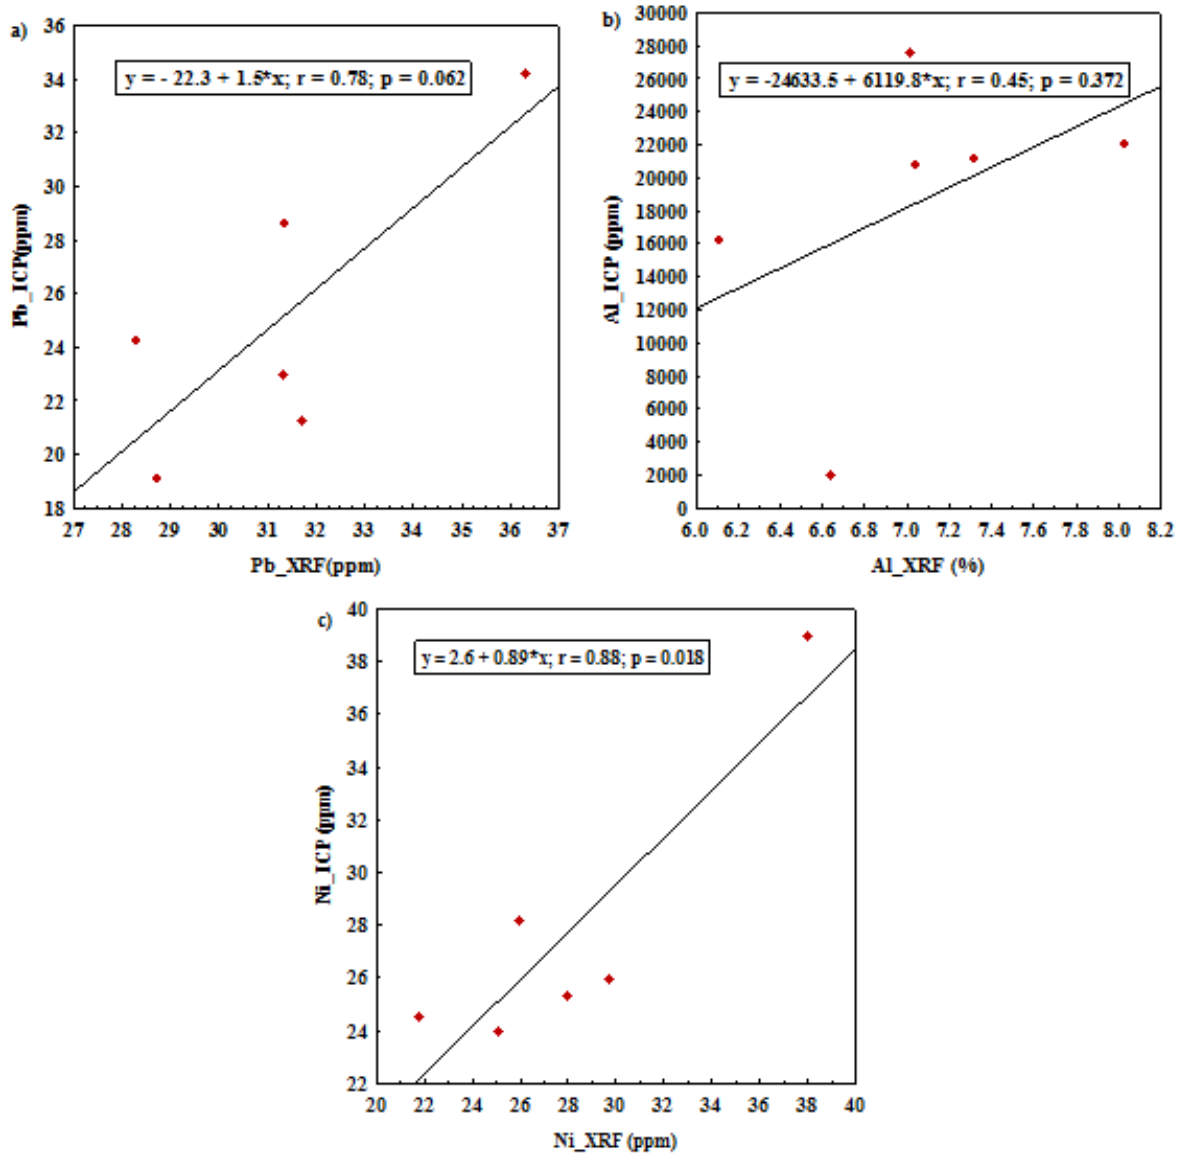 a)
36
34
32
30
28
26
24
22
20
18
y = - 22.3 + 1.5*x; r = 0.78; p = 0.062
Pb_ICP(ppm)
27 28 29 30 31 32 33 34 35 36 37
Pb_XRF(ppm)
b)
30000
28000
26000
24000
22000
20000
18000
16000
14000
12000
10000
8000
6000
4000
2000
0
y = -24633.5 + 6119.8*x; r = 0.45; p = 0.372
Al_ICP (ppm)
6.0 6.2 6.4 6.6 6.8 7.0 7.2 7.4 7.6 7.8 8.0 8.2
Al_XRF (%)
c)
40
38
36
34
32
30
28
26
24
22
y = 2.6 + 0.89*x; r = 0.88; p = 0.018
Ni_ICP (ppm)
20 22 24 26 28 30 32 34 36 38 40
Ni_XRF (ppm)